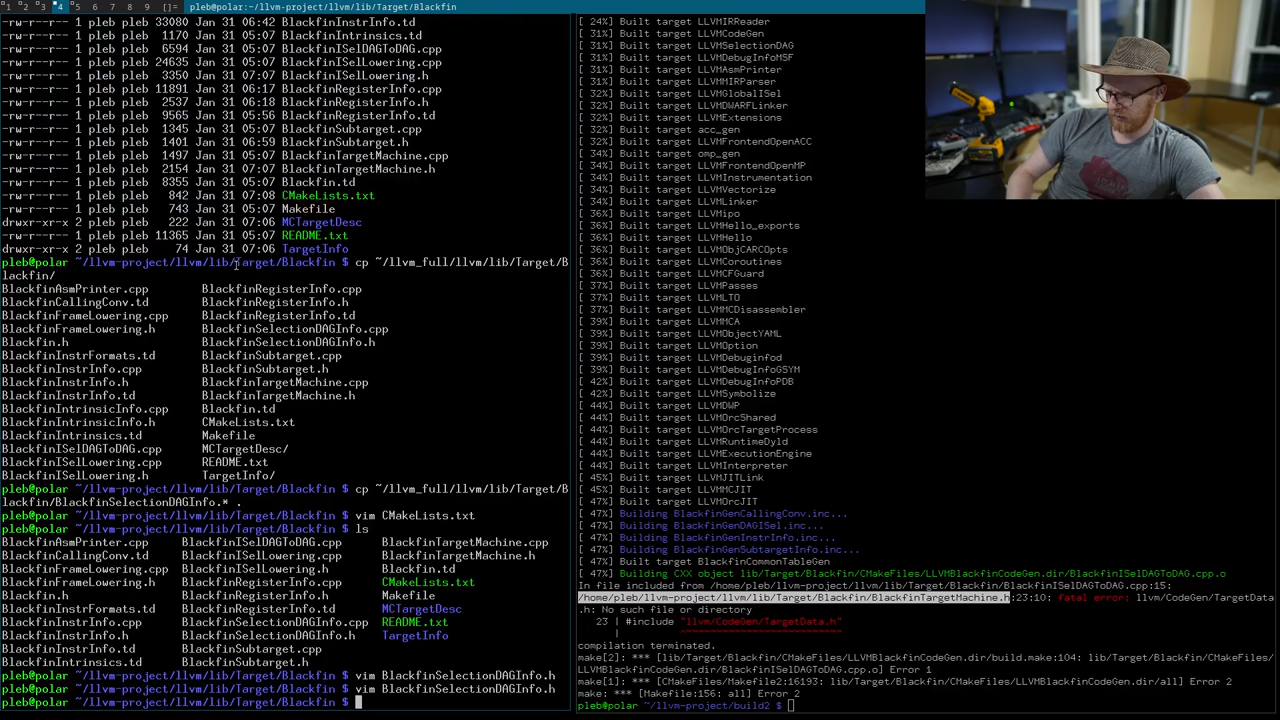 1 2 3 4 5 6 7 8 9 []= pleb@polar:~/llvm-project/llvm/lib/Target/Blackfin
-rw-r--r-- 1 pleb pleb 33080 Jan 31 06:42 BlackfinInstrInfo.td
-rw-r--r-- 1 pleb pleb 1170 Jan 31 05:07 BlackfinIntrinsics.td
-rw-r--r-- 1 pleb pleb 6594 Jan 31 05:07 BlackfinISelDAGToDAG.cpp
-rw-r--r-- 1 pleb pleb 24635 Jan 31 05:07 BlackfinISelLowering.cpp
-rw-r--r-- 1 pleb pleb 3350 Jan 31 07:07 BlackfinISelLowering.h
-rw-r--r-- 1 pleb pleb 11891 Jan 31 06:17 BlackfinRegisterInfo.cpp
-rw-r--r-- 1 pleb pleb 2537 Jan 31 06:18 BlackfinRegisterInfo.h
-rw-r--r-- 1 pleb pleb 9565 Jan 31 05:56 BlackfinRegisterInfo.td
-rw-r--r-- 1 pleb pleb 1345 Jan 31 05:07 BlackfinSubtarget.cpp
-rw-r--r-- 1 pleb pleb 1401 Jan 31 06:59 BlackfinSubtarget.h
-rw-r--r-- 1 pleb pleb 1497 Jan 31 05:07 BlackfinTargetMachine.cpp
-rw-r--r-- 1 pleb pleb 2154 Jan 31 07:07 BlackfinTargetMachine.h
-rw-r--r-- 1 pleb pleb 8355 Jan 31 05:07 Blackfin.td
-rw-r--r-- 1 pleb pleb 842 Jan 31 07:08 CMakeLists.txt
-rw-r--r-- 1 pleb pleb 743 Jan 31 05:07 Makefile
drwxr-xr-x 2 pleb pleb 222 Jan 31 07:06 MCTargetDesc
-rw-r--r-- 1 pleb pleb 11365 Jan 31 05:07 README.txt
drwxr-xr-x 2 pleb pleb 74 Jan 31 07:06 TargetInfo
pleb@polar ~/llvm-project/llvm/lib/Target/Blackfin $ cp ~/llvm_full/llvm/lib/Target/B
lackfin/
BlackfinAsmPrinter.cpp BlackfinRegisterInfo.cpp
BlackfinCallingConv.td BlackfinRegisterInfo.h
BlackfinFrameLowering.cpp BlackfinRegisterInfo.td
BlackfinFrameLowering.h BlackfinSelectionDAGInfo.cpp
Blackfin.h BlackfinSelectionDAGInfo.h
BlackfinInstrFormats.td BlackfinSubtarget.cpp
BlackfinInstrInfo.cpp BlackfinSubtarget.h
BlackfinInstrInfo.h BlackfinTargetMachine.cpp
BlackfinInstrInfo.td BlackfinTargetMachine.h
BlackfinIntrinsicInfo.cpp Blackfin.td
BlackfinIntrinsicInfo.h CMakeLists.txt
BlackfinIntrinsics.td Makefile
BlackfinISelDAGToDAG.cpp MCTargetDesc/
BlackfinISelLowering.cpp README.txt
BlackfinISelLowering.h TargetInfo/
pleb@polar ~/llvm-project/llvm/lib/Target/Blackfin $ cp ~/llvm_full/llvm/lib/Target/B
lackfin/BlackfinSelectionDAGInfo.* .
pleb@polar ~/llvm-project/llvm/lib/Target/Blackfin $ vim CMakeLists.txt
pleb@polar ~/llvm-project/llvm/lib/Target/Blackfin $ ls
BlackfinAsmPrinter.cpp BlackfinISelDAGToDAG.cpp BlackfinTargetMachine.cpp
BlackfinCallingConv.td BlackfinISelLowering.cpp BlackfinTargetMachine.h
BlackfinFrameLowering.cpp BlackfinISelLowering.h Blackfin.td
BlackfinFrameLowering.h BlackfinRegisterInfo.cpp CMakeLists.txt
Blackfin.h BlackfinRegisterInfo.h Makefile
BlackfinInstrFormats.td BlackfinRegisterInfo.td MCTargetDesc
BlackfinInstrInfo.cpp BlackfinSelectionDAGInfo.cpp README.txt
BlackfinInstrInfo.h BlackfinSelectionDAGInfo.h TargetInfo
BlackfinInstrInfo.td BlackfinSubtarget.cpp
BlackfinIntrinsics.td BlackfinSubtarget.h
pleb@polar ~/llvm-project/llvm/lib/Target/Blackfin $ vim BlackfinSelectionDAGInfo.h
pleb@polar ~/llvm-project/llvm/lib/Target/Blackfin $ vim BlackfinSelectionDAGInfo.h
pleb@polar ~/llvm-project/llvm/lib/Target/Blackfin $
[ 24%] Built target LLVMIRReader
[ 31%] Built target LLVMCodeGen
[ 31%] Built target LLVMSelectionDAG
[ 31%] Built target LLVMDebugInfoMSF
[ 31%] Built target LLVMAsmPrinter
[ 31%] Built target LLVMMIRParser
[ 32%] Built target LLVMGlobalISel
[ 32%] Built target LLVMDWARFLinker
[ 32%] Built target LLVMExtensions
[ 32%] Built target acc_gen
[ 32%] Built target LLVMFrontendOpenACC
[ 34%] Built target omp_gen
[ 34%] Built target LLVMFrontendOpenMP
[ 34%] Built target LLVMInstrumentation
[ 34%] Built target LLVMVectorize
[ 34%] Built target LLVMLinker
[ 36%] Built target LLVMipo
[ 36%] Built target LLVMHello_exports
[ 36%] Built target LLVMHello
[ 36%] Built target LLVMObjCARCOpts
[ 36%] Built target LLVMCoroutines
[ 36%] Built target LLVMCFGuard
[ 37%] Built target LLVMPasses
[ 37%] Built target LLVMLTO
[ 37%] Built target LLVMMCDisassembler
[ 39%] Built target LLVMMCA
[ 39%] Built target LLVMObjectYAML
[ 39%] Built target LLVMOption
[ 39%] Built target LLVMDebuginfod
[ 39%] Built target LLVMDebugInfoGSYM
[ 42%] Built target LLVMDebugInfoPDB
[ 44%] Built target LLVMSymbolize
[ 44%] Built target LLVMDWP
[ 44%] Built target LLVMOrcShared
[ 44%] Built target LLVMOrcTargetProcess
[ 44%] Built target LLVMRuntimeDyld
[ 44%] Built target LLVMExecutionEngine
[ 44%] Built target LLVMInterpreter
[ 44%] Built target LLVMJITLink
[ 45%] Built target LLVMMCJIT
[ 47%] Built target LLVMOrcJIT
[ 47%] Building BlackfinGenCallingConv.inc...
[ 47%] Building BlackfinGenDAGISel.inc...
[ 47%] Building BlackfinGenInstrInfo.inc...
[ 47%] Building BlackfinGenSubtargetInfo.inc...
[ 47%] Built target BlackfinCommonTableGen
[ 47%] Building CXX object lib/Target/Blackfin/CMakeFiles/LLVMBlackfinCodeGen.dir/BlackfinISelDAGToDAG.cpp.o
In file included from /home/pleb/llvm-project/llvm/lib/Target/Blackfin/BlackfinISelDAGToDAG.cpp:15:
/home/pleb/llvm-project/llvm/lib/Target/Blackfin/BlackfinTargetMachine.h:23:10: fatal error: llvm/CodeGen/TargetData
.h: No such file or directory
23 | #include "llvm/CodeGen/TargetData.h"
| ^~~~~~~~~~~~~~~~~~~~~~~~~~~
compilation terminated.
make[2]: *** [lib/Target/Blackfin/CMakeFiles/LLVMBlackfinCodeGen.dir/build.make:104: lib/Target/Blackfin/CMakeFiles/
LLVMBlackfinCodeGen.dir/BlackfinISelDAGToDAG.cpp.o] Error 1
make[1]: *** [CMakeFiles/Makefile2:16193: lib/Target/Blackfin/CMakeFiles/LLVMBlackfinCodeGen.dir/all] Error 2
make: *** [Makefile:156: all] Error 2
pleb@polar ~/llvm-project/build2 $